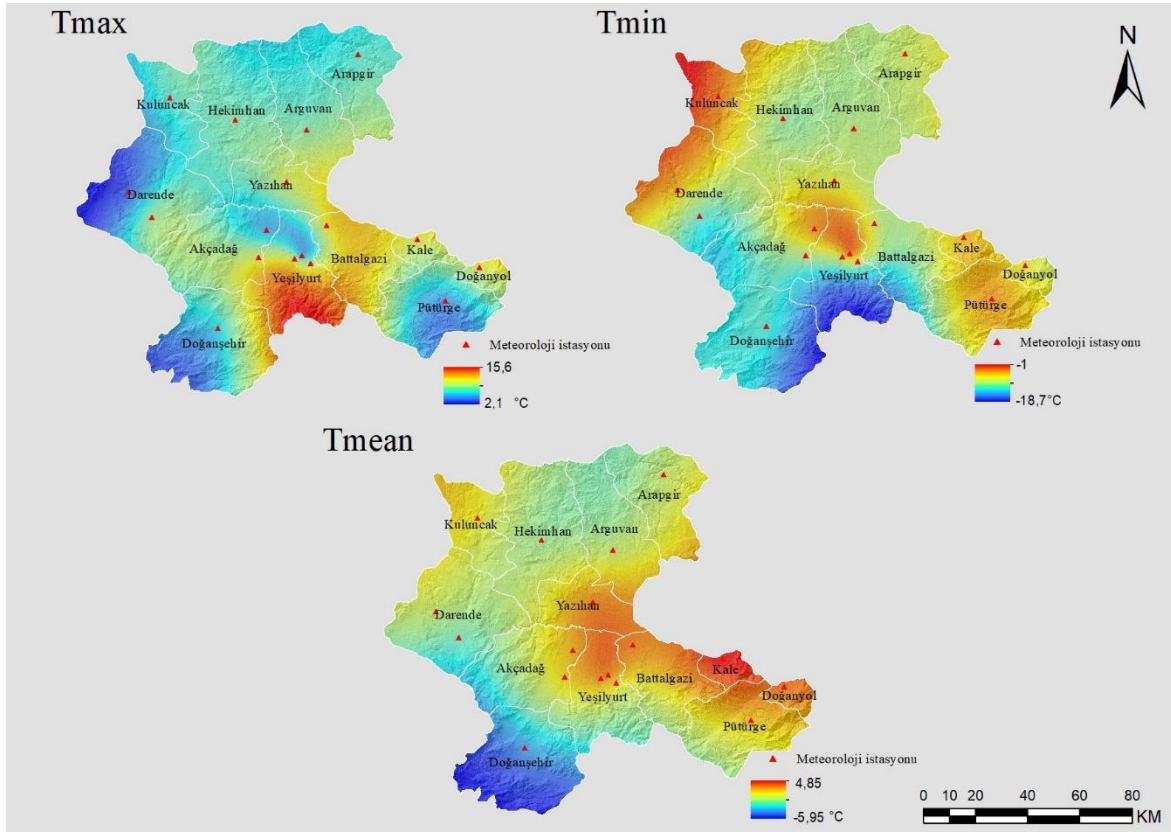 Tmax
Arapgir
Kuluncak
Hekimhan
Arguvan
Yazıhan
Darende
Akçadağ
Battalgazi
Kale
Doğanyol
Yeşilyurt
Pütürge
Doğanşehir
Meteoroloji istasyonu
15,6
2,1 °C
Tmin
N
Arapgir
Kuluncak
Hekimhan
Arguvan
Yazıhan
Darende
Akçadağ
Battalgazi
Kale
Doğanyol
Yeşilyurt
Pütürge
Doğanşehir
Meteoroloji istasyonu
-1
-18,7°C
Tmean
Arapgir
Kuluncak
Hekimhan
Arguvan
Yazıhan
Darende
Akçadağ
Battalgazi
Kale
Doğanyol
Yeşilyurt
Pütürge
Doğanşehir
Meteoroloji istasyonu
4,85
-5,95 °C
0 10 20 40 60 80
KM